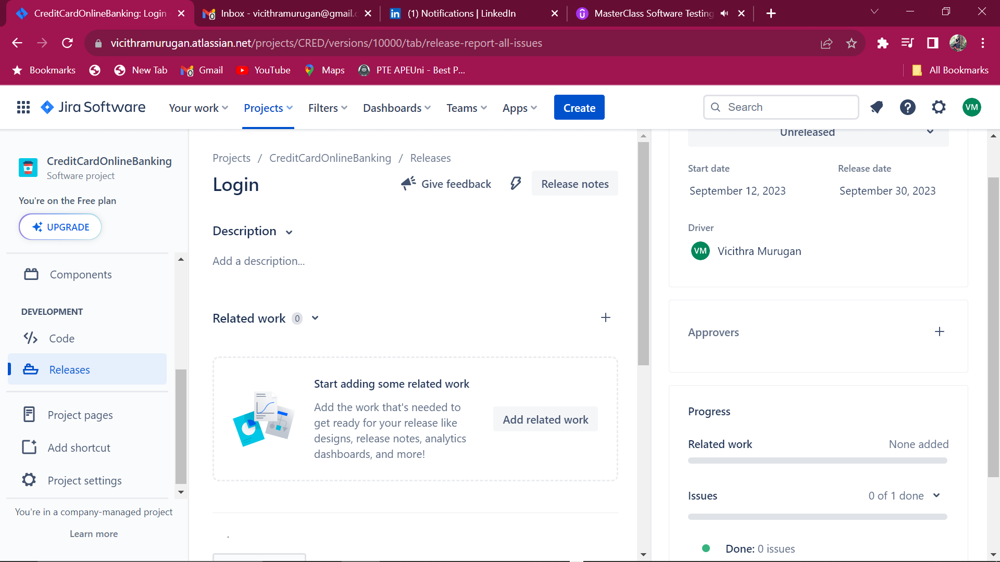 CreditCardOnlineBanking: Login
Inbox - vicithramurugan@gmail.c
(1) Notifications | LinkedIn
MasterClass Software Testing
vicithramurugan.atlassian.net/projects/CRED/versions/10000/tab/release-report-all-issues
Bookmarks
New Tab
Gmail
YouTube
Maps
PTE APEUni - Best P...
All Bookmarks
Jira Software
Your work
Projects
Filters
Dashboards
Teams
Apps
Create
Search
VM
CreditCardOnlineBanking
Software project
You're on the Free plan
UPGRADE
Components
DEVELOPMENT
Code
Releases
Project pages
Add shortcut
Project settings
You're in a company-managed project
Learn more
Projects / CreditCardOnlineBanking / Releases
Login
Give feedback
Release notes
Description
Add a description...
Related work 0
Start adding some related work
Add the work that's needed to
get ready for your release like
designs, release notes, analytics
dashboards, and more!
Add related work
Unreleased
Start date
Release date
September 12, 2023
September 30, 2023
Driver
VM Vicithra Murugan
Approvers
Progress
Related work
None added
Issues
0 of 1 done
Done: 0 issues